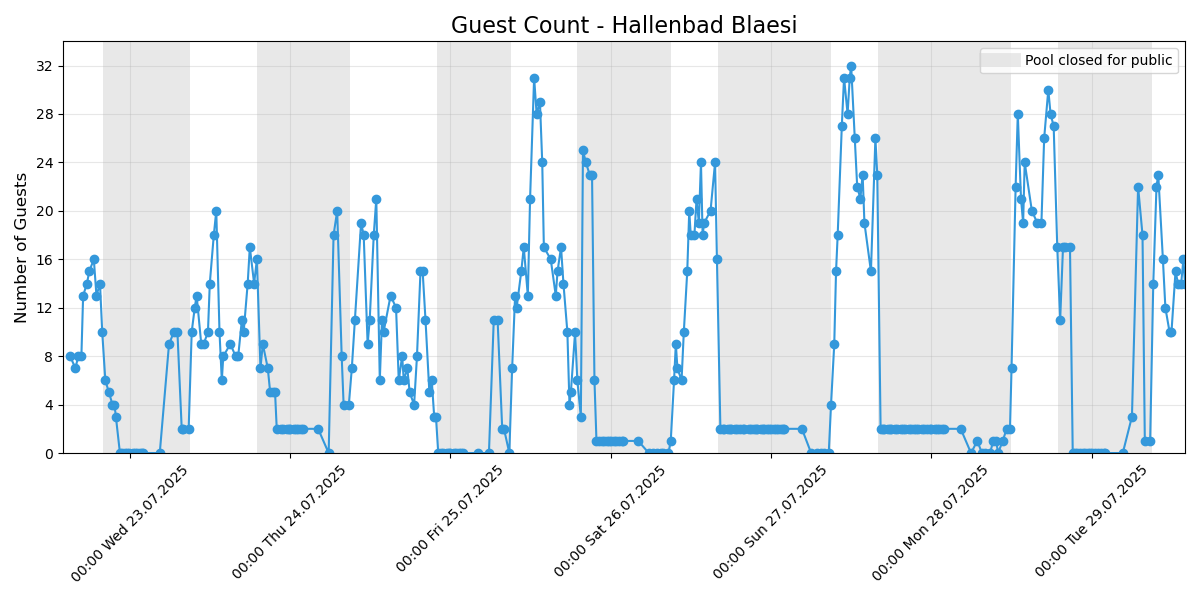 Guest Count - Hallenbad Blaesi
Pool closed for public
Number of Guests
32
28
24
20
16
12
8
4
0
00:00 Wed 23.07.2025
00:00 Thu 24.07.2025
00:00 Fri 25.07.2025
00:00 Sat 26.07.2025
00:00 Sun 27.07.2025
00:00 Mon 28.07.2025
00:00 Tue 29.07.2025